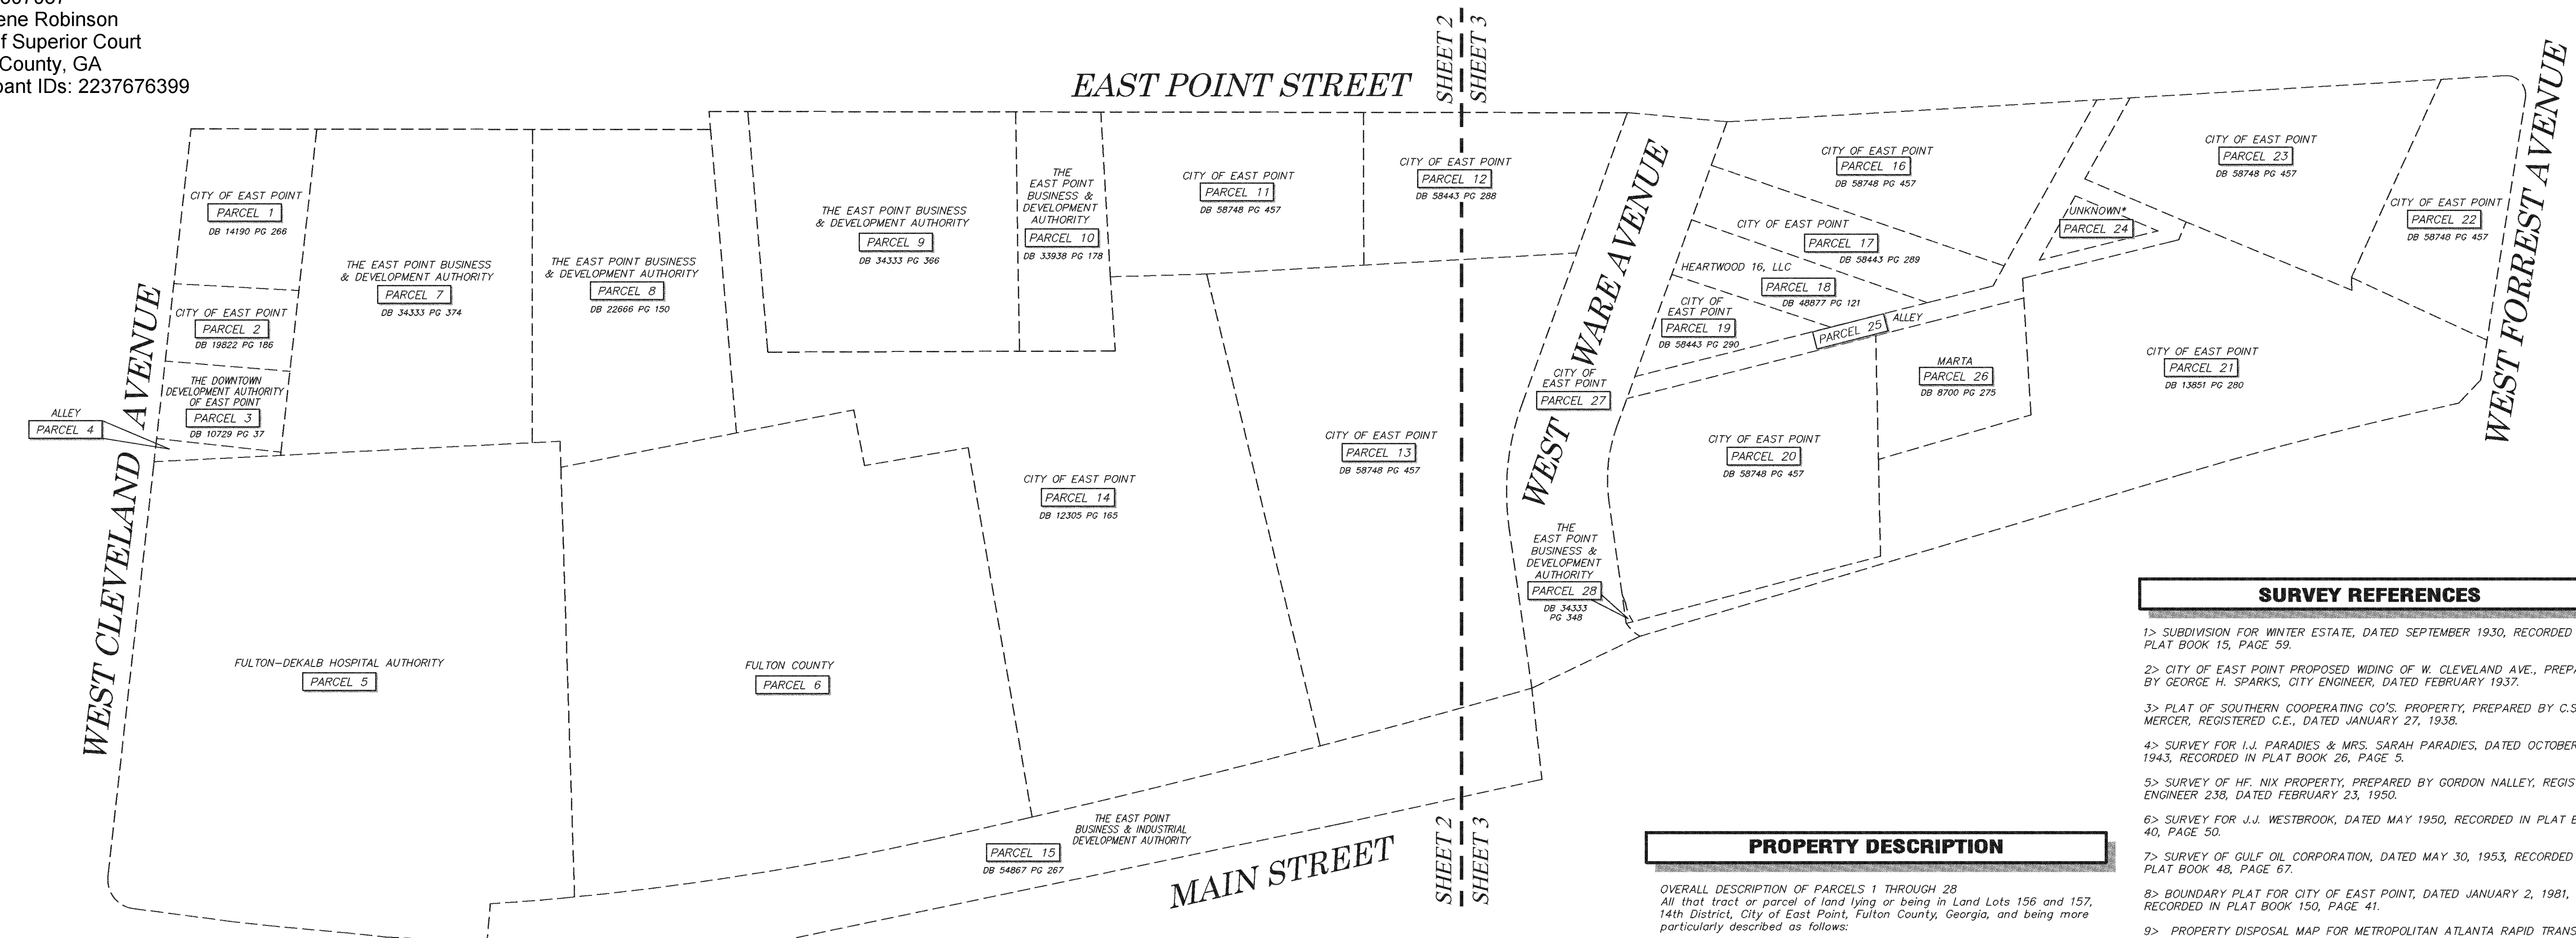 ene Robinson
f Superior Court
County, GA
pant IDs: 2237676399
EAST POINT STREET
SHEET 2
SHEET 3
WEST CLEVELAND AVENUE
WEST WARE AVENUE
WEST FORREST AVENUE
MAIN STREET
SHEET 2
SHEET 3
CITY OF EAST POINT
PARCEL 1
DB 14190 PG 266
CITY OF EAST POINT
PARCEL 2
DB 19822 PG 186
THE DOWNTOWN
DEVELOPMENT AUTHORITY
OF EAST POINT
PARCEL 3
DB 10729 PG 37
ALLEY
PARCEL 4
FULTON-DEKALB HOSPITAL AUTHORITY
PARCEL 5
FULTON COUNTY
PARCEL 6
THE EAST POINT BUSINESS
& DEVELOPMENT AUTHORITY
PARCEL 7
DB 34333 PG 374
THE EAST POINT BUSINESS
& DEVELOPMENT AUTHORITY
PARCEL 8
DB 22666 PG 150
THE EAST POINT BUSINESS
& DEVELOPMENT AUTHORITY
PARCEL 9
DB 34333 PG 366
THE
EAST POINT
BUSINESS &
DEVELOPMENT
AUTHORITY
PARCEL 10
DB 33938 PG 178
CITY OF EAST POINT
PARCEL 11
DB 58748 PG 457
CITY OF EAST POINT
PARCEL 12
DB 58443 PG 288
CITY OF EAST POINT
PARCEL 13
DB 58748 PG 457
CITY OF EAST POINT
PARCEL 14
DB 12305 PG 165
THE EAST POINT
BUSINESS & INDUSTRIAL
DEVELOPMENT AUTHORITY
PARCEL 15
DB 54867 PG 267
CITY OF EAST POINT
PARCEL 16
DB 58748 PG 457
CITY OF EAST POINT
PARCEL 17
DB 58443 PG 289
HEARTWOOD 16, LLC
PARCEL 18
DB 48877 PG 121
CITY OF
EAST POINT
PARCEL 19
DB 58443 PG 290
CITY OF EAST POINT
PARCEL 20
DB 58748 PG 457
CITY OF EAST POINT
PARCEL 21
DB 13851 PG 280
CITY OF EAST POINT
PARCEL 22
DB 58748 PG 457
CITY OF EAST POINT
PARCEL 23
DB 58748 PG 457
UNKNOWN*
PARCEL 24
PARCEL 25 ALLEY
MARTA
PARCEL 26
DB 8700 PG 275
CITY OF
EAST POINT
PARCEL 27
THE
EAST POINT
BUSINESS &
DEVELOPMENT
AUTHORITY
PARCEL 28
DB 34333
PG 348
PROPERTY DESCRIPTION
OVERALL DESCRIPTION OF PARCELS 1 THROUGH 28
All that tract or parcel of land lying or being in Land Lots 156 and 157,
14th District, City of East Point, Fulton County, Georgia, and being more
particularly described as follows:
SURVEY REFERENCES
1> SUBDIVISION FOR WINTER ESTATE, DATED SEPTEMBER 1930, RECORDED
PLAT BOOK 15, PAGE 59.
2> CITY OF EAST POINT PROPOSED WIDING OF W. CLEVELAND AVE., PREPA
BY GEORGE H. SPARKS, CITY ENGINEER, DATED FEBRUARY 1937.
3> PLAT OF SOUTHERN COOPERATING CO'S. PROPERTY, PREPARED BY C.S
MERCER, REGISTERED C.E., DATED JANUARY 27, 1938.
4> SURVEY FOR I.J. PARADIES & MRS. SARAH PARADIES, DATED OCTOBER
1943, RECORDED IN PLAT BOOK 26, PAGE 5.
5> SURVEY OF HF. NIX PROPERTY, PREPARED BY GORDON NALLEY, REGIS
ENGINEER 238, DATED FEBRUARY 23, 1950.
6> SURVEY FOR J.J. WESTBROOK, DATED MAY 1950, RECORDED IN PLAT B
40, PAGE 50.
7> SURVEY OF GULF OIL CORPORATION, DATED MAY 30, 1953, RECORDED
PLAT BOOK 48, PAGE 67.
8> BOUNDARY PLAT FOR CITY OF EAST POINT, DATED JANUARY 2, 1981,
RECORDED IN PLAT BOOK 150, PAGE 41.
9> PROPERTY DISPOSAL MAP FOR METROPOLITAN ATLANTA RAPID TRANS